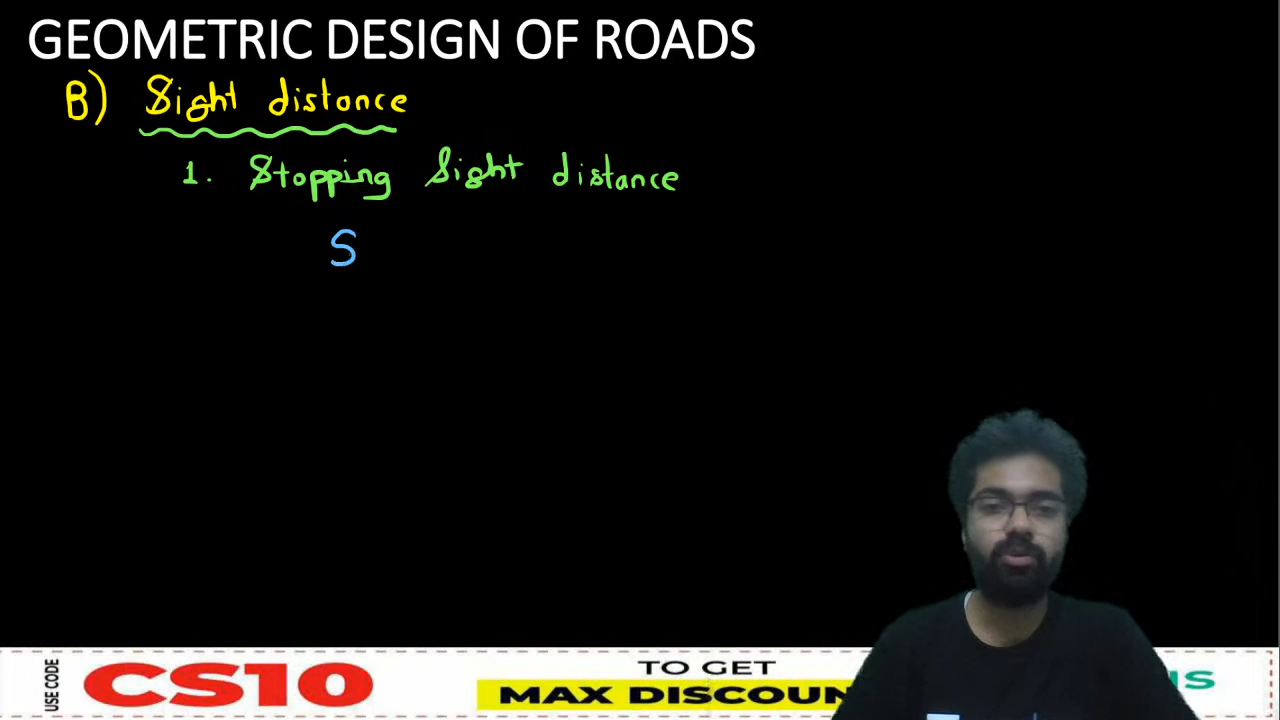 GEOMETRIC DESIGN OF ROADS
B) Sight distance
1. Stopping Sight distance
S
USE CODE
CS10
TO GET
MAX DISCOUN